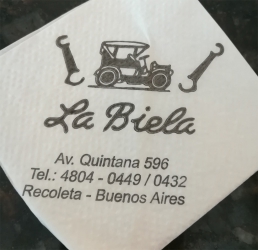 La Biela
Av. Quintana 596
Tel.: 4804 - 0449 / 0432
Recoleta - Buenos Aires